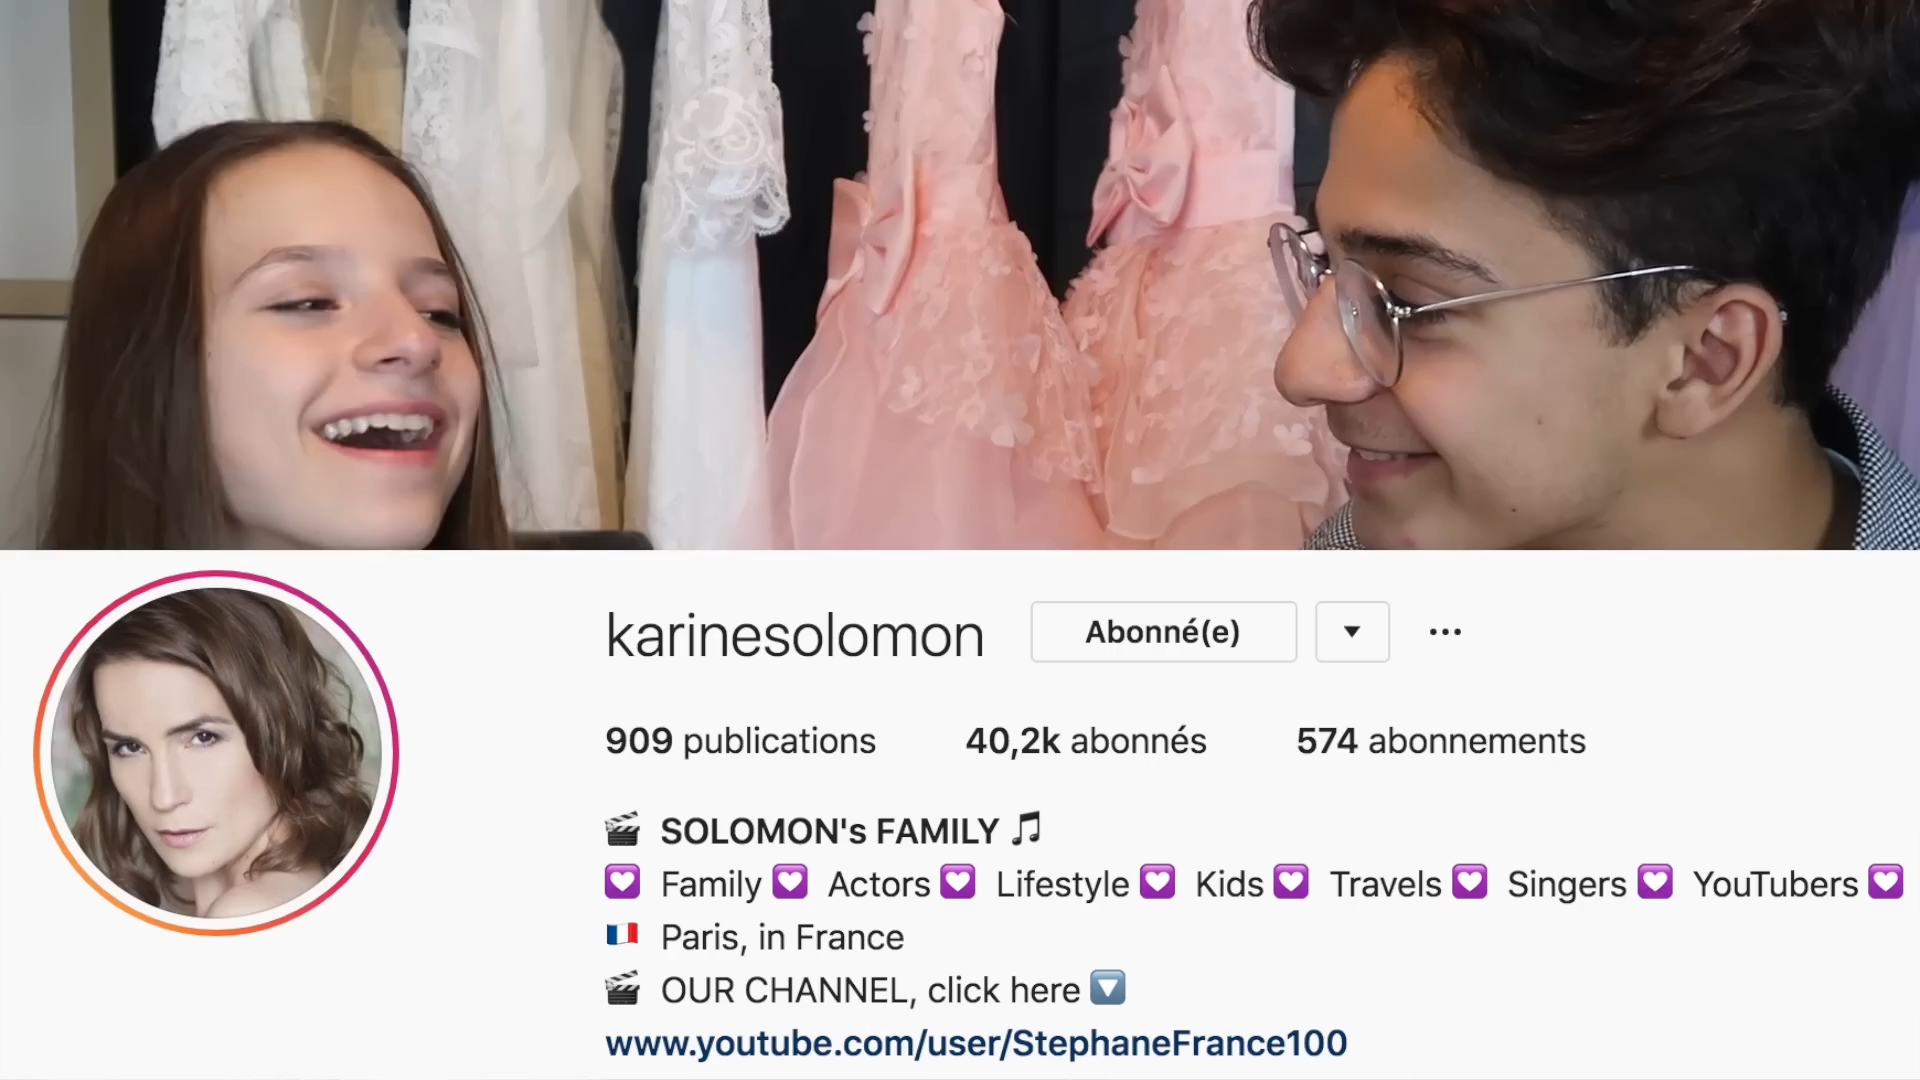 karinesolomon Abonné(e)
909 publications 40,2k abonnés 574 abonnements
🎬 SOLOMON's FAMILY 🎵
💟 Family 💟 Actors 💟 Lifestyle 💟 Kids 💟 Travels 💟 Singers 💟 YouTubers 💟
🇫🇷 Paris, in France
🎬 OUR CHANNEL, click here 🔽
www.youtube.com/user/StephaneFrance100